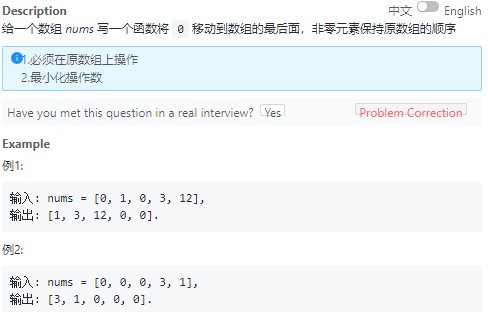 Description 中文 English
给一个数组 nums 写一个函数将 0 移动到数组的最后面，非零元素保持原数组的顺序
1.必须在原数组上操作
2.最小化操作数
Have you met this question in a real interview? Yes Problem Correction
Example
例1:
输入: nums = [0, 1, 0, 3, 12],
输出: [1, 3, 12, 0, 0].
例2:
输入: nums = [0, 0, 0, 3, 1],
输出: [3, 1, 0, 0, 0].